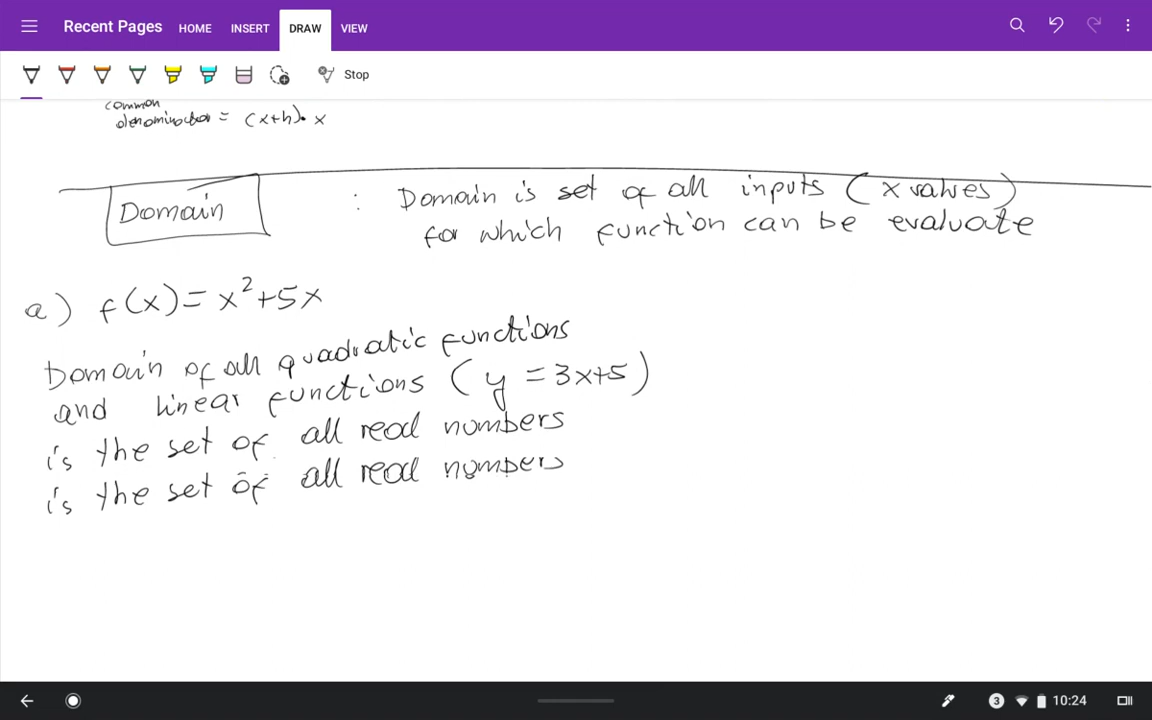 Recent Pages HOME INSERT DRAW VIEW
Stop
common
denominator = (x+h)• x
Domain : Domain is set of all inputs (x values)
for which function can be evaluate
a) f(x) = x²+5x
Domain of all quadratic functions
and linear functions (y = 3x+5)
is the set of all real numbers
is the set of all real numbers
3 10:24